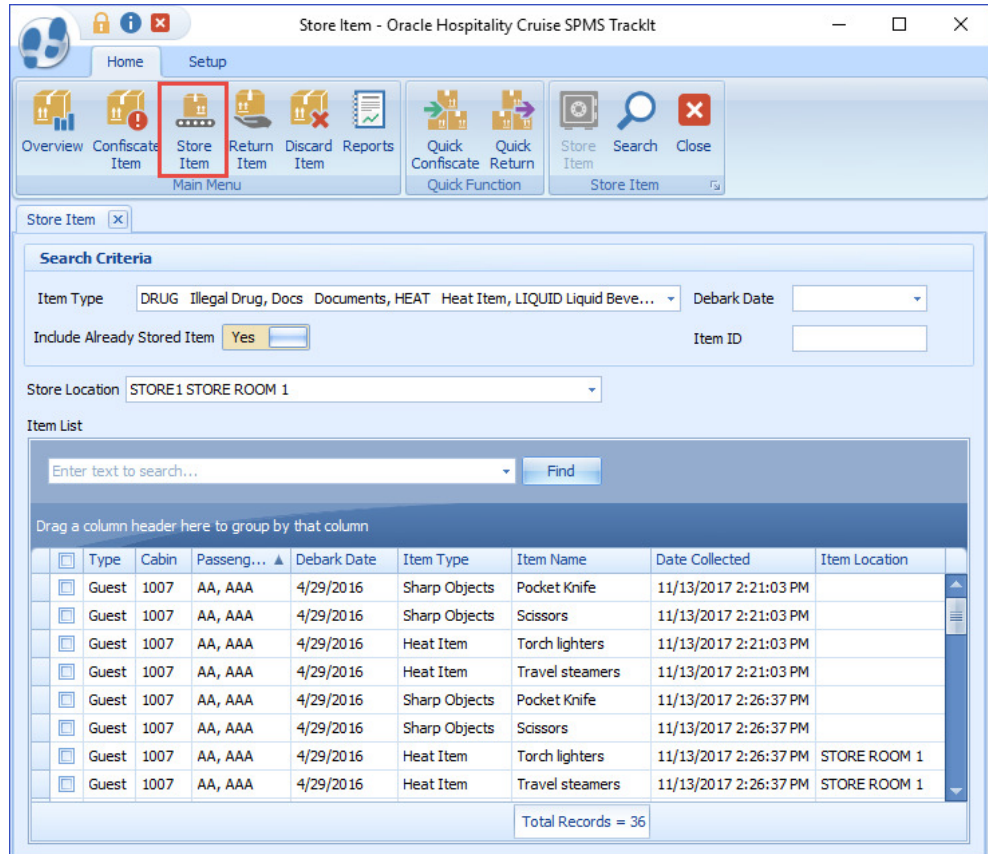 Store Item - Oracle Hospitality Cruise SPMS TrackIt
Home Setup
Overview Confiscate Item Store Item Return Item Discard Item Reports Quick Confiscate Quick Return Store Item Search Close
Main Menu Quick Function Store Item
Store Item
Search Criteria
Item Type DRUG Illegal Drug, Docs Documents, HEAT Heat Item, LIQUID Liquid Beve... Debark Date
Include Already Stored Item Yes Item ID
Store Location STORE1 STORE ROOM 1
Item List
Enter text to search... Find
Drag a column header here to group by that column
Type Cabin Passeng... Debark Date Item Type Item Name Date Collected Item Location
Guest 1007 AA, AAA 4/29/2016 Sharp Objects Pocket Knife 11/13/2017 2:21:03 PM
Guest 1007 AA, AAA 4/29/2016 Sharp Objects Scissors 11/13/2017 2:21:03 PM
Guest 1007 AA, AAA 4/29/2016 Heat Item Torch lighters 11/13/2017 2:21:03 PM
Guest 1007 AA, AAA 4/29/2016 Heat Item Travel steamers 11/13/2017 2:21:03 PM
Guest 1007 AA, AAA 4/29/2016 Sharp Objects Pocket Knife 11/13/2017 2:26:37 PM
Guest 1007 AA, AAA 4/29/2016 Sharp Objects Scissors 11/13/2017 2:26:37 PM
Guest 1007 AA, AAA 4/29/2016 Heat Item Torch lighters 11/13/2017 2:26:37 PM STORE ROOM 1
Guest 1007 AA, AAA 4/29/2016 Heat Item Travel steamers 11/13/2017 2:26:37 PM STORE ROOM 1
Total Records = 36